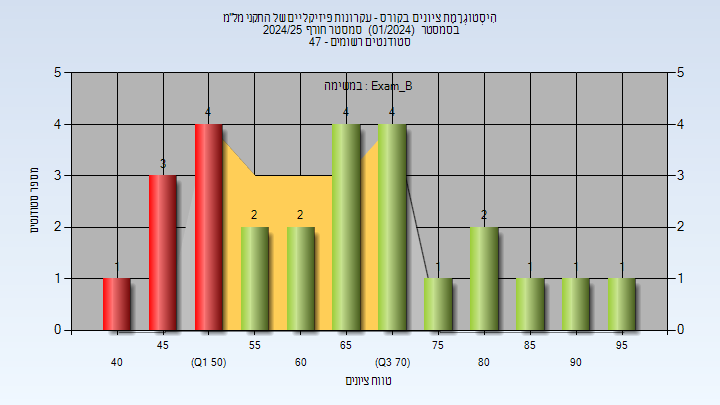 הִיסְטוֹגְרָמַת ציונים בקורס - עקרונות פיזיקליים של התקני מל"מ
בסמסטר (01/2024) סמסטר חורף 2024/25
סטודנטים רשומים - 47
במשימה : Exam_B
מספר סטודנטים
5 5
4 4
3 3
2 2
1 1
0 0
1 3 4 2 2 4 4 1 2 1 1 1
40 45 (Q1 50) 55 60 65 (Q3 70) 75 80 85 90 95
טווח ציונים